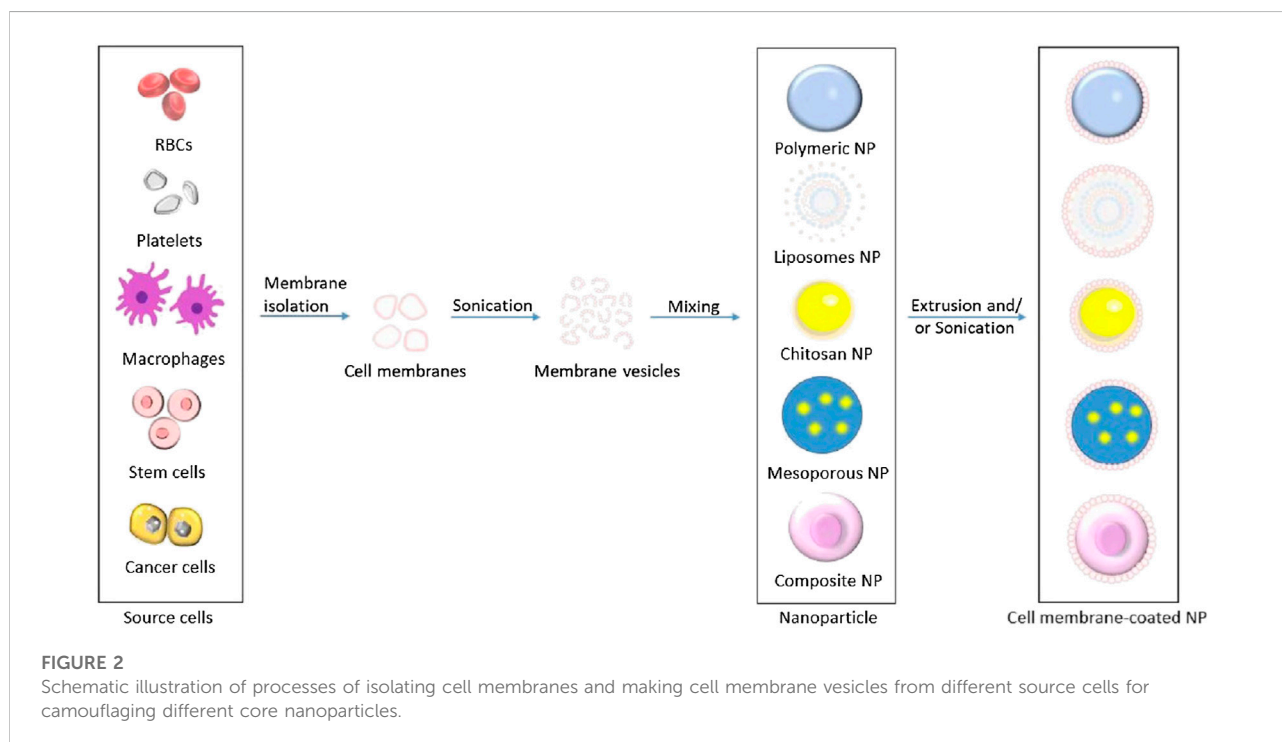 RBCs
Platelets
Macrophages
Stem cells
Cancer cells
Source cells
Membrane
isolation
Cell membranes
Sonication
Membrane vesicles
Mixing
Polymeric NP
Liposomes NP
Chitosan NP
Mesoporous NP
Composite NP
Nanoparticle
Extrusion and/
or Sonication
Cell membrane-coated NP
FIGURE 2
Schematic illustration of processes of isolating cell membranes and making cell membrane vesicles from different source cells for
camouflaging different core nanoparticles.